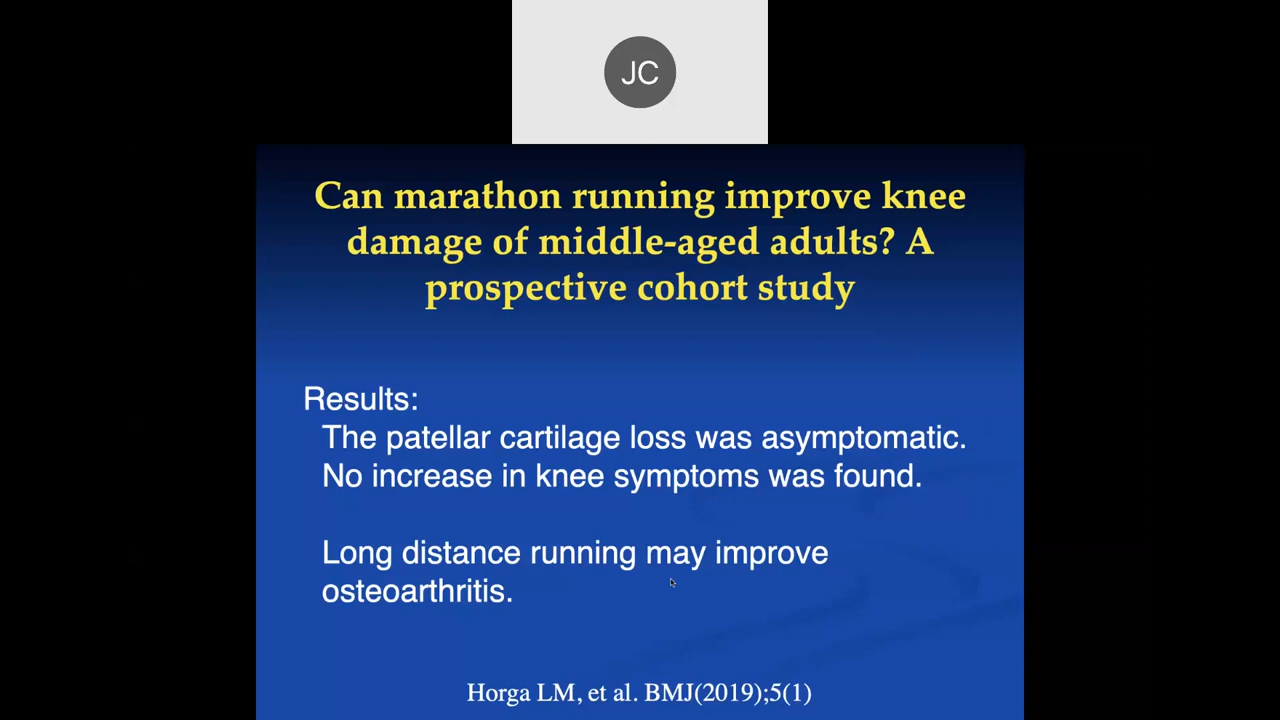 JC
Can marathon running improve knee
damage of middle-aged adults? A
prospective cohort study
Results:
The patellar cartilage loss was asymptomatic.
No increase in knee symptoms was found.
Long distance running may improve
osteoarthritis.
Horga LM, et al. BMJ(2019);5(1)